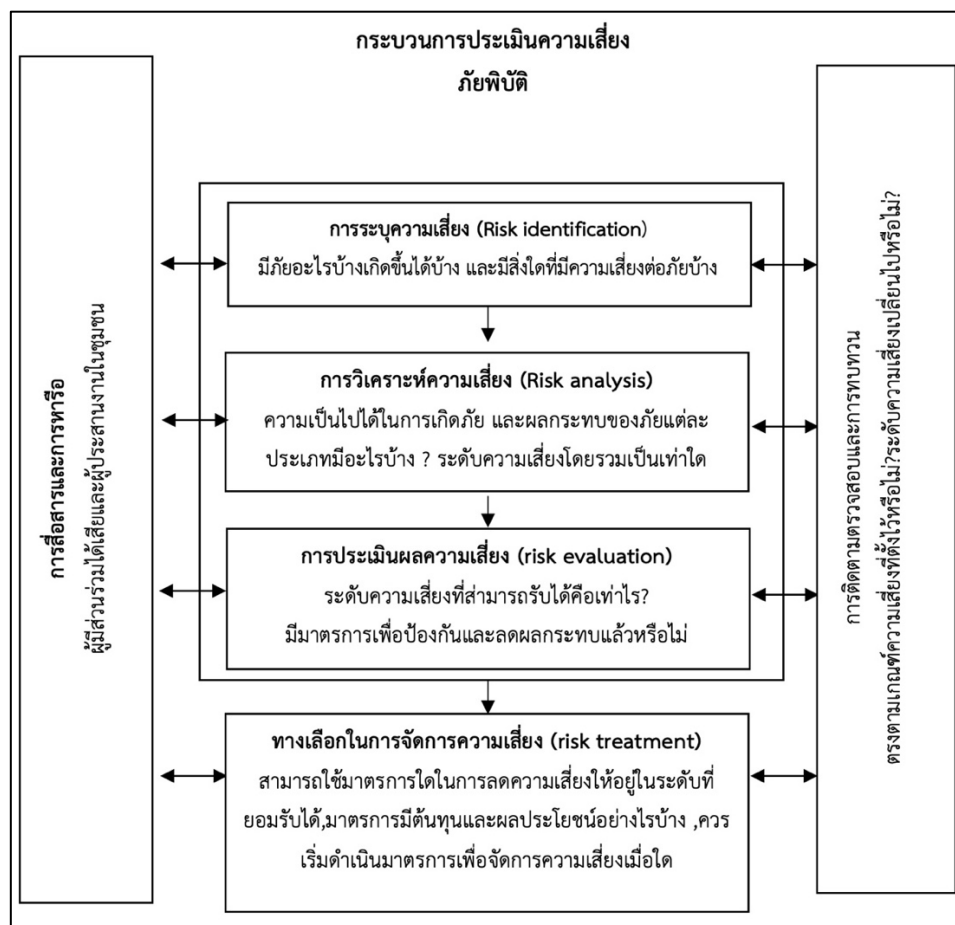 กระบวนการประเมินความเสี่ยง
ภัยพิบัติ
การสื่อสารและการหารือ
ผู้มีส่วนร่วมได้เสียและผู้ประสานงานในชุมชน
การระบุความเสี่ยง (Risk identification)
มีภัยอะไรบ้างเกิดขึ้นได้บ้าง และมีสิ่งใดที่มีความเสี่ยงต่อภัยบ้าง
การวิเคราะห์ความเสี่ยง (Risk analysis)
ความเป็นไปได้ในการเกิดภัย และผลกระทบของภัยแต่ละ
ประเภทมีอะไรบ้าง ? ระดับความเสี่ยงโดยรวมเป็นเท่าใด
การประเมินผลความเสี่ยง (risk evaluation)
ระดับความเสี่ยงที่สามารถรับได้คือเท่าไร?
มีมาตรการเพื่อป้องกันและลดผลกระทบแล้วหรือไม่
ทางเลือกในการจัดการความเสี่ยง (risk treatment)
สามารถใช้มาตรการใดในการลดความเสี่ยงให้อยู่ในระดับที่
ยอมรับได้,มาตรการมีต้นทุนและผลประโยชน์อย่างไรบ้าง ,ควร
เริ่มดำเนินมาตรการเพื่อจัดการความเสี่ยงเมื่อใด
การติดตามตรวจสอบและการทบทวน
ตรงตามเกณฑ์ความเสี่ยงที่ตั้งไว้หรือไม่?ระดับความเสี่ยงเปลี่ยนไปหรือไม่?